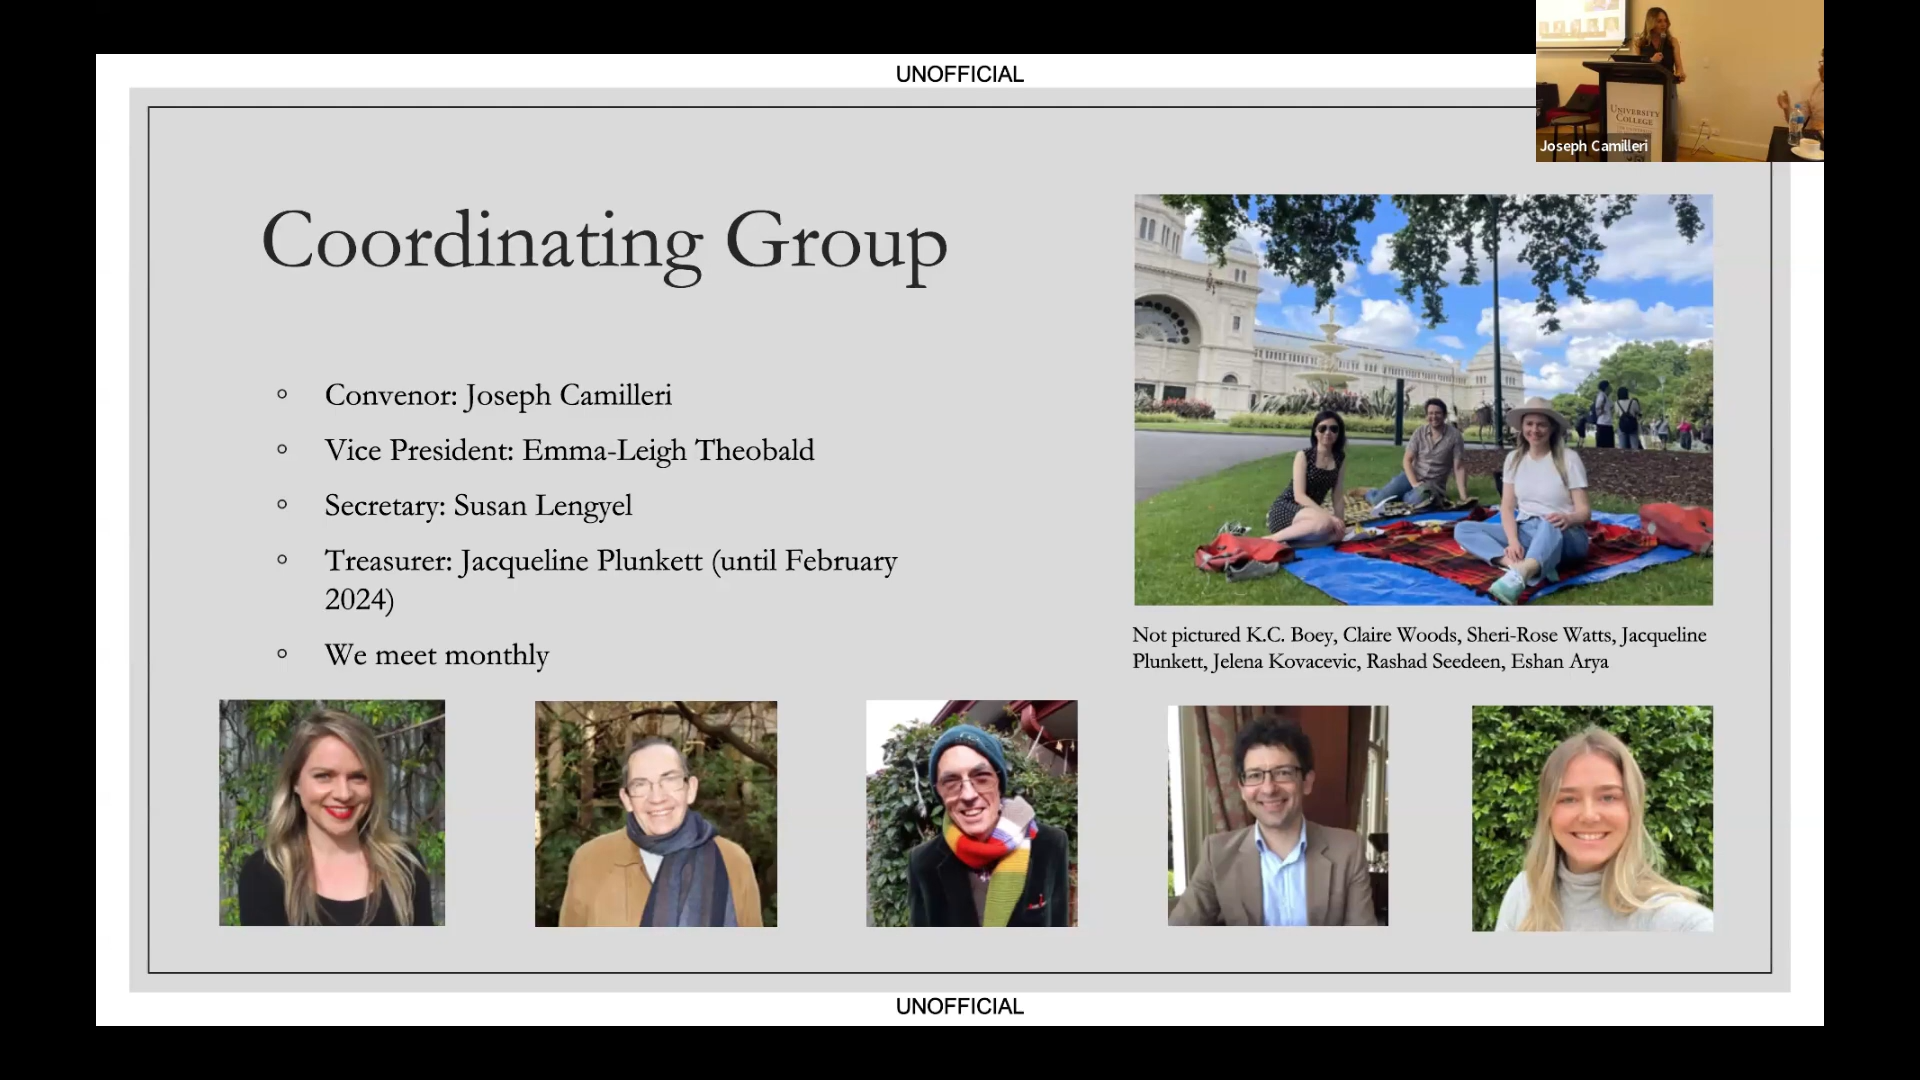 UNOFFICIAL
UNIVERSITY
COLLEGE
Joseph Camilleri
Coordinating Group
Convenor: Joseph Camilleri
Vice President: Emma-Leigh Theobald
Secretary: Susan Lengyel
Treasurer: Jacqueline Plunkett (until February
2024)
We meet monthly
Not pictured K.C. Boey, Claire Woods, Sheri-Rose Watts, Jacqueline
Plunkett, Jelena Kovacevic, Rashad Seedeen, Eshan Arya
UNOFFICIAL